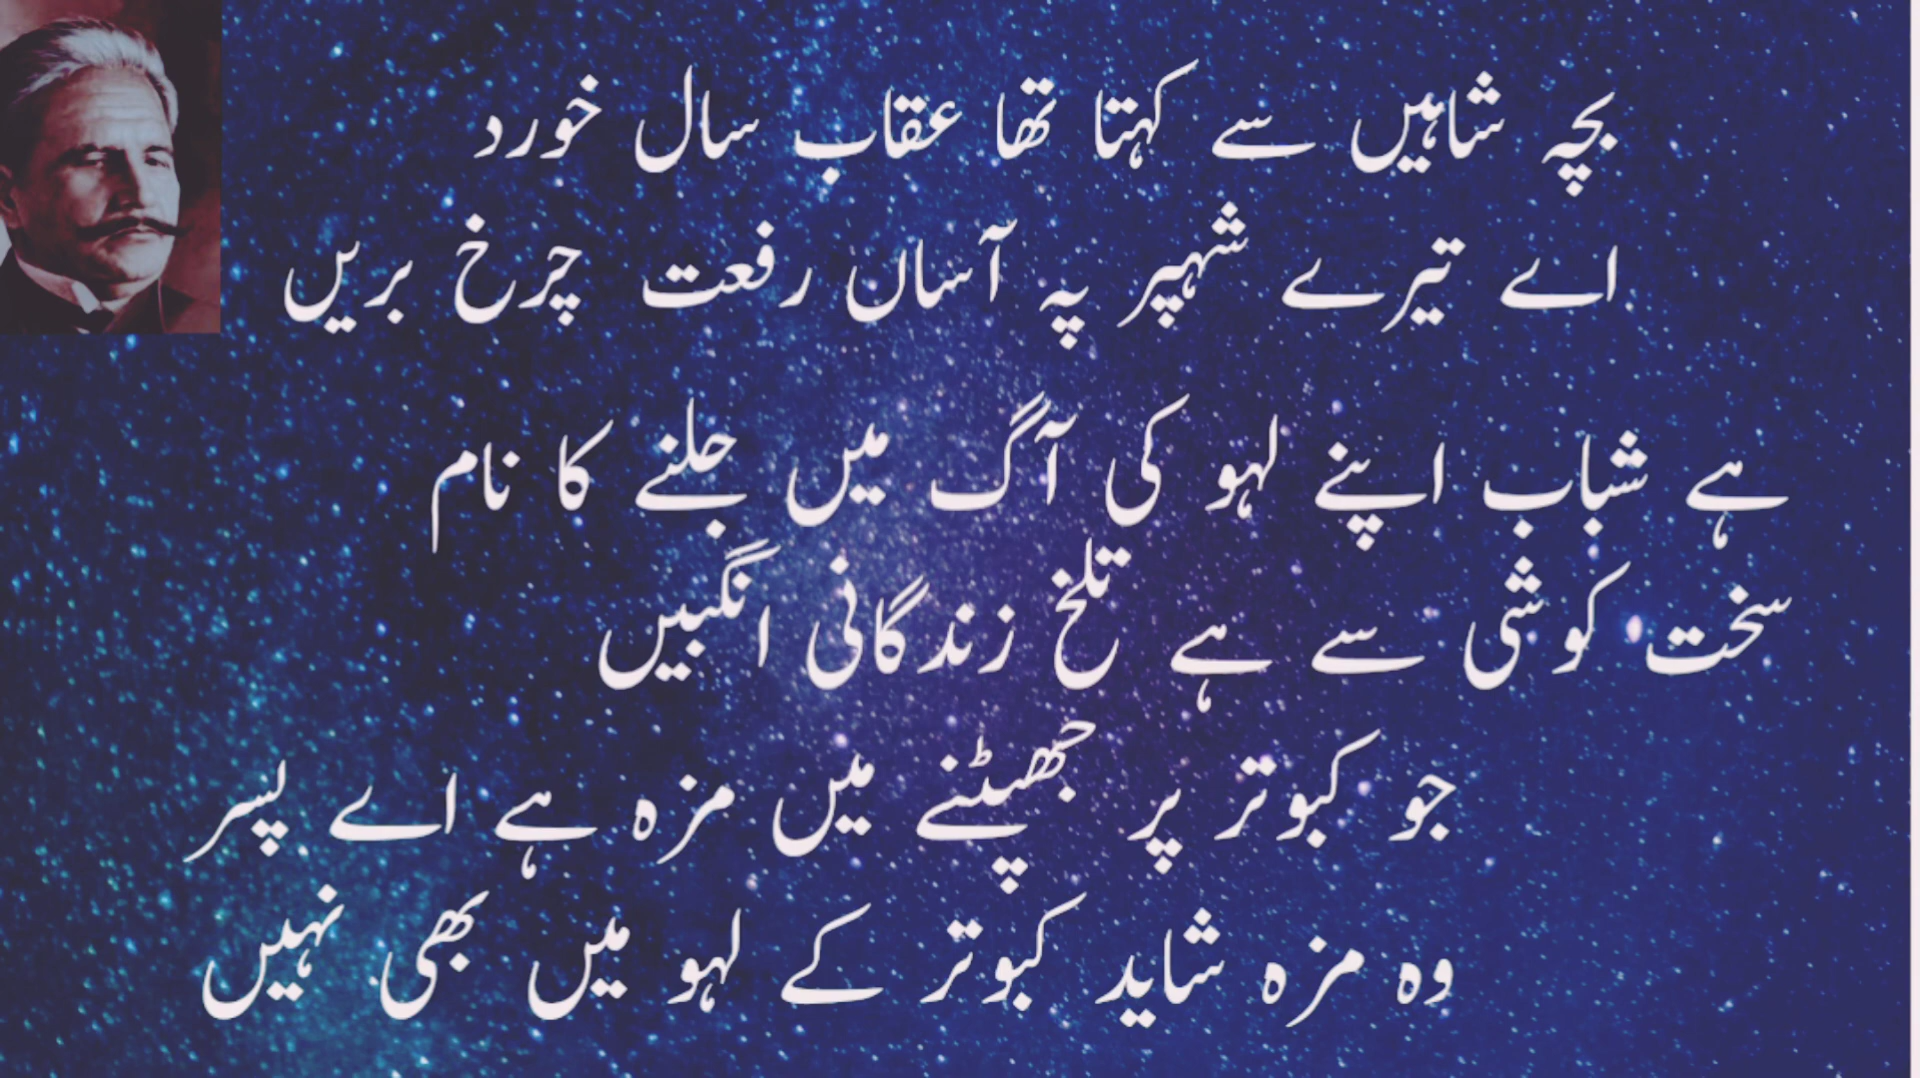 بچہ شاہیں سے کہتا تھا عقاب سال خورد
اے تیرے شہپر پہ آساں رفعت چرخ بریں
ہے شباب اپنے لہو کی آگ میں جلنے کا نام
سخت کوشی سے ہے تلخ زندگانی انگبیں
جو کبوتر پر جھپٹنے میں مزہ ہے اے پسر
وہ مزہ شاید کبوتر کے لہو میں بھی نہیں